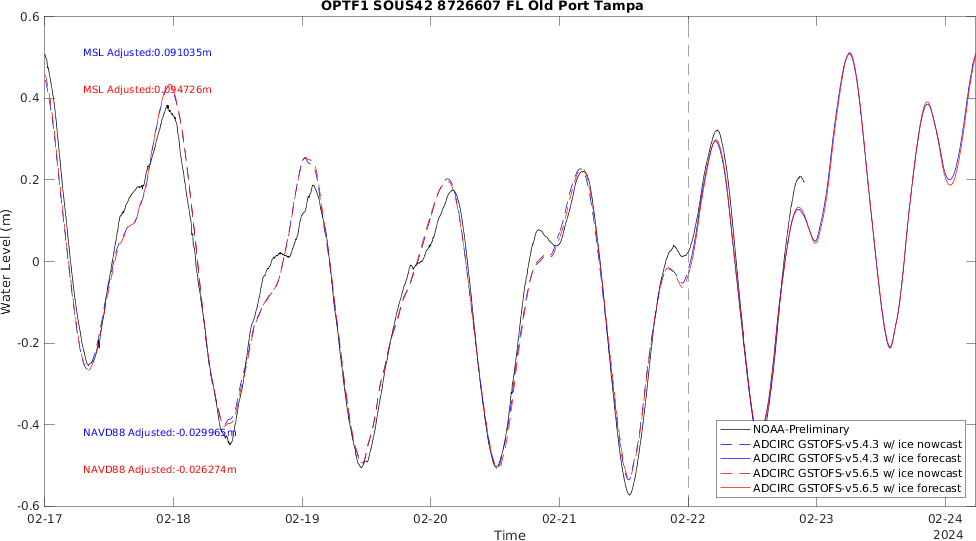 OPTF1 SOUS42 8726607 FL Old Port Tampa
0.6
MSL Adjusted:0.091035m
MSL Adjusted:0.094726m
0.4
0.2
0
Water Level (m)
-0.2
-0.4
NAVD88 Adjusted:-0.029965m
NAVD88 Adjusted:-0.026274m
-0.6
NOAA-Preliminary
ADCIRC GSTOFS-v5.4.3 w/ ice nowcast
ADCIRC GSTOFS-v5.4.3 w/ ice forecast
ADCIRC GSTOFS-v5.6.5 w/ ice nowcast
ADCIRC GSTOFS-v5.6.5 w/ ice forecast
02-17 02-18 02-19 02-20 02-21 02-22 02-23 02-24
Time
2024